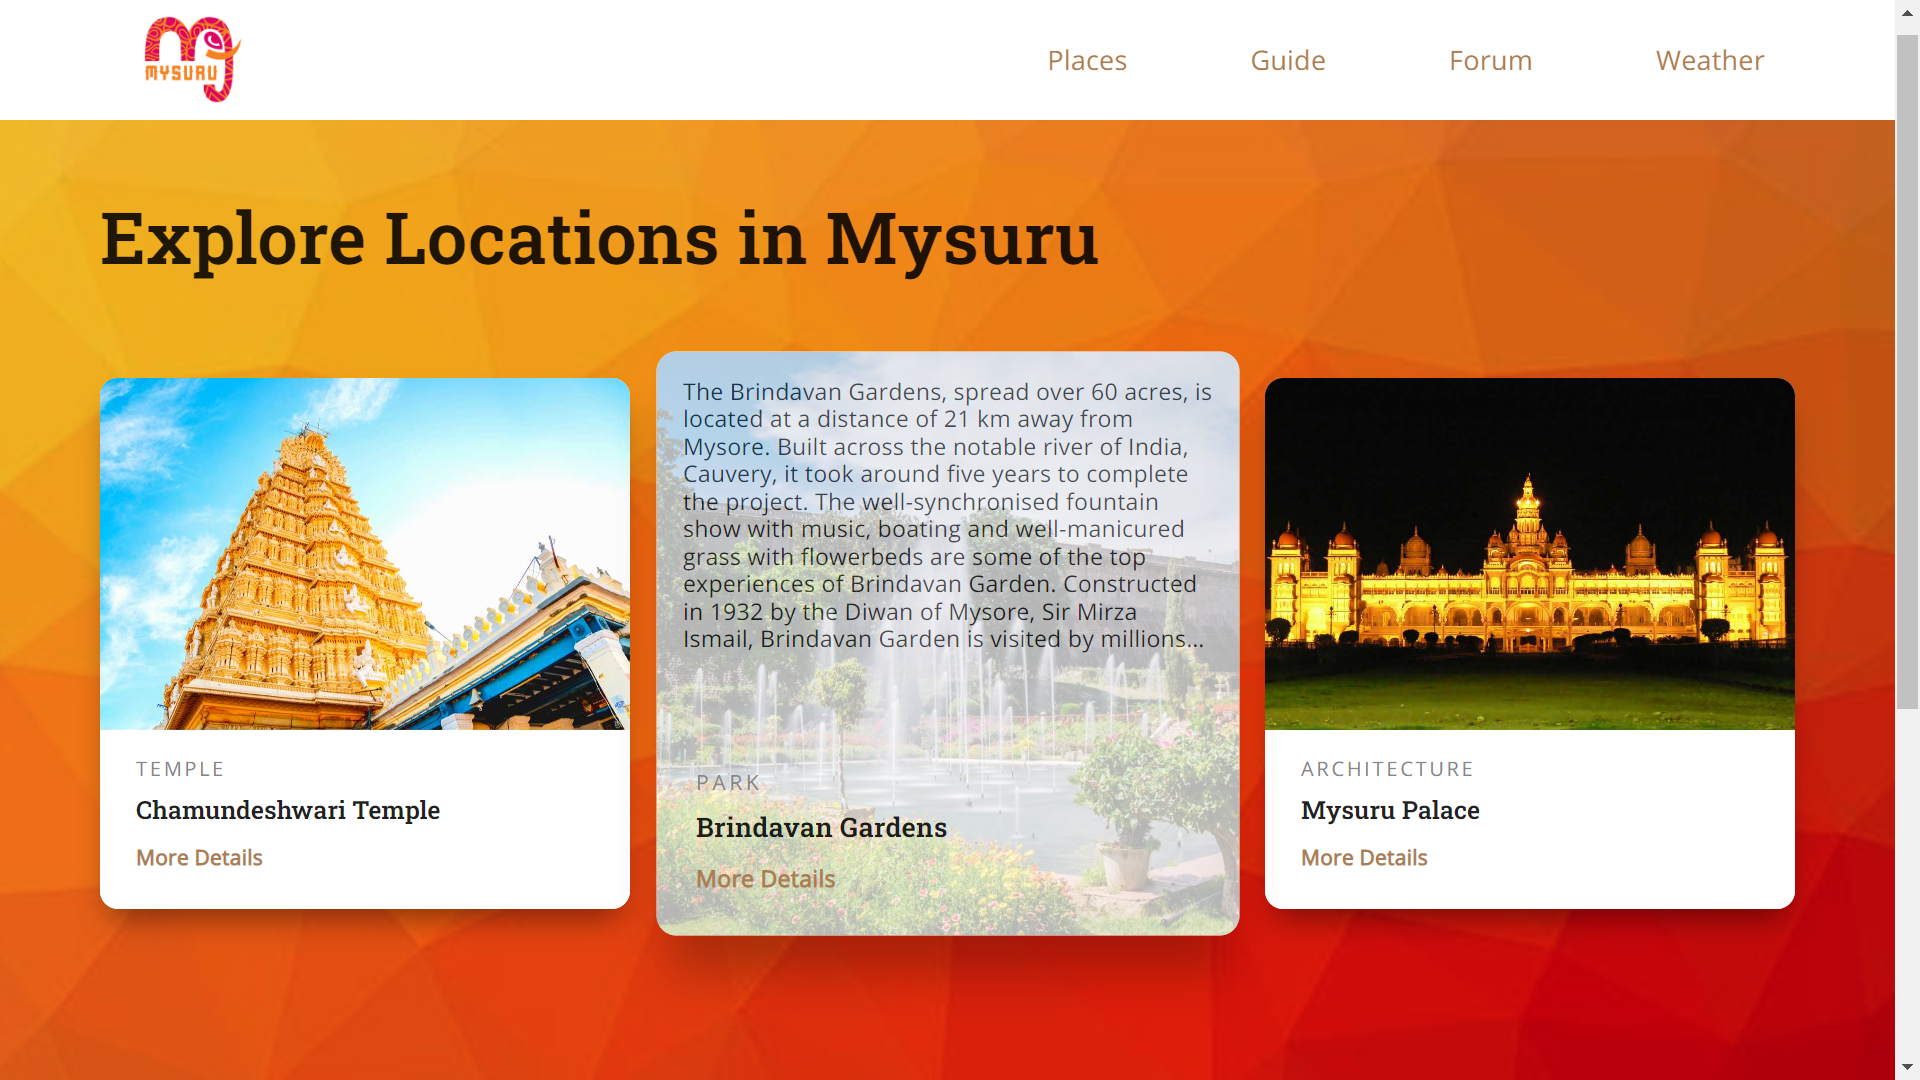 MYSURU
Places
Guide
Forum
Weather
Explore Locations in Mysuru
TEMPLE
Chamundeshwari Temple
More Details
The Brindavan Gardens, spread over 60 acres, is
located at a distance of 21 km away from
Mysore. Built across the notable river of India,
Cauvery, it took around five years to complete
the project. The well-synchronised fountain
show with music, boating and well-manicured
grass with flowerbeds are some of the top
experiences of Brindavan Garden. Constructed
in 1932 by the Diwan of Mysore, Sir Mirza
Ismail, Brindavan Garden is visited by millions...
PARK
Brindavan Gardens
More Details
ARCHITECTURE
Mysuru Palace
More Details